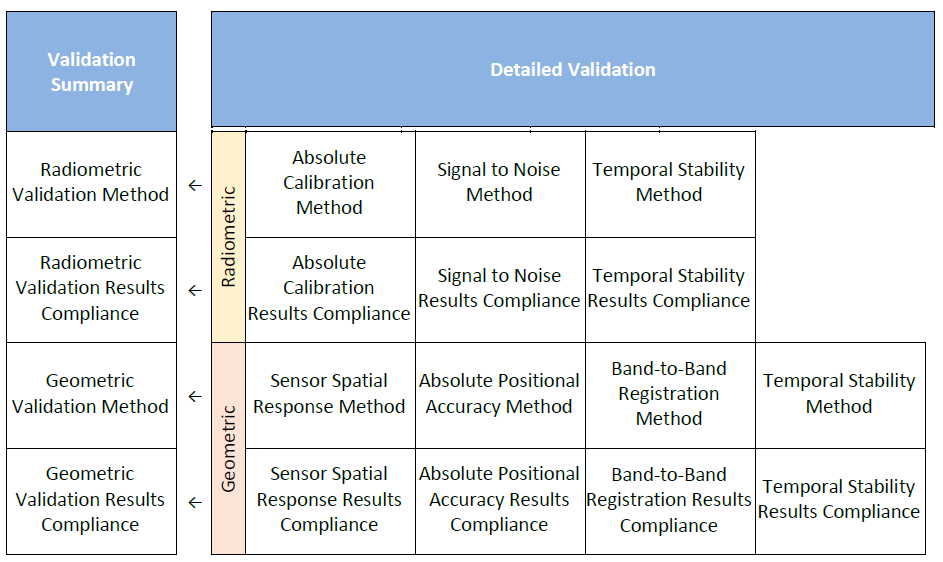 Validation
Summary
Detailed Validation
Radiometric
Validation Method
←
Radiometric
Absolute
Calibration
Method
Signal to Noise
Method
Temporal Stability
Method
Radiometric
Validation Results
Compliance
←
Absolute
Calibration
Results Compliance
Signal to Noise
Results Compliance
Temporal Stability
Results Compliance
Geometric
Validation Method
←
Geometric
Sensor Spatial
Response Method
Absolute Positional
Accuracy Method
Band-to-Band
Registration
Method
Temporal Stability
Method
Geometric
Validation Results
Compliance
←
Sensor Spatial
Response Results
Compliance
Absolute Positional
Accuracy Results
Compliance
Band-to-Band
Registration Results
Compliance
Temporal Stability
Results Compliance